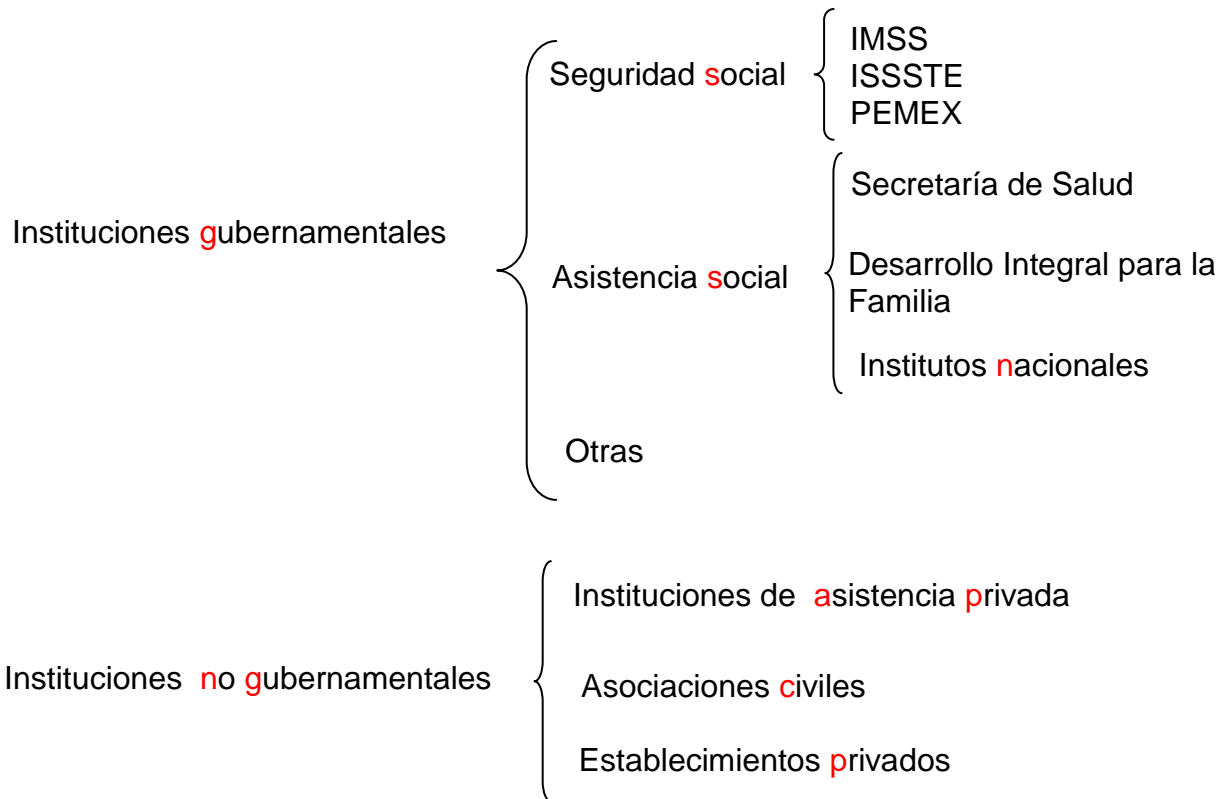 Instituciones gubernamentales
Seguridad social
IMSS
ISSSTE
PEMEX
Asistencia social
Secretaría de Salud
Desarrollo Integral para la
Familia
Institutos nacionales
Otras
Instituciones no gubernamentales
Instituciones de asistencia privada
Asociaciones civiles
Establecimientos privados